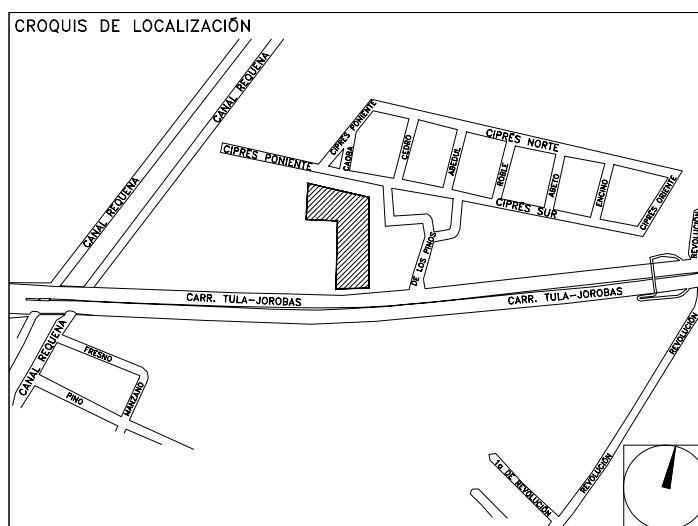 CROQUIS DE LOCALIZACIÓN
CANAL REQUENA
CANAL REQUENA
CIPRES PONIENTE
CIPRES PONIENTE
CAOBA
CEDRO
ABEDUL
ROBLE
ABETO
ENCINO
CIPRES NORTE
CIPRES SUR
CIPRES ORIENTE
REVOLUCIÓN
DE LOS PINOS
CARR. TULA-JOROBAS
CARR. TULA-JOROBAS
CANAL REQUENA
FRESNO
PINO
MANZANO
REVOLUCIÓN
REVOLUCIÓN
1a DE REVOLUCIÓN